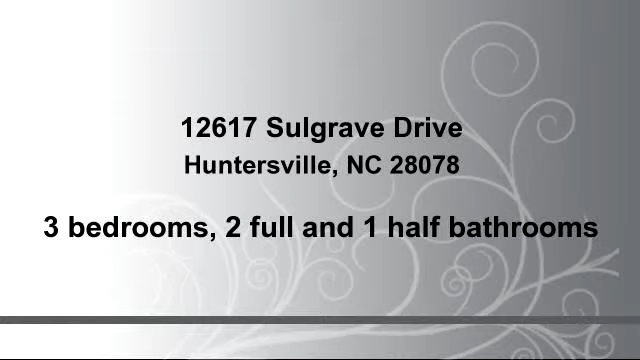 12617 Sulgrave Drive
Huntersville, NC 28078
3 bedrooms, 2 full and 1 half bathrooms